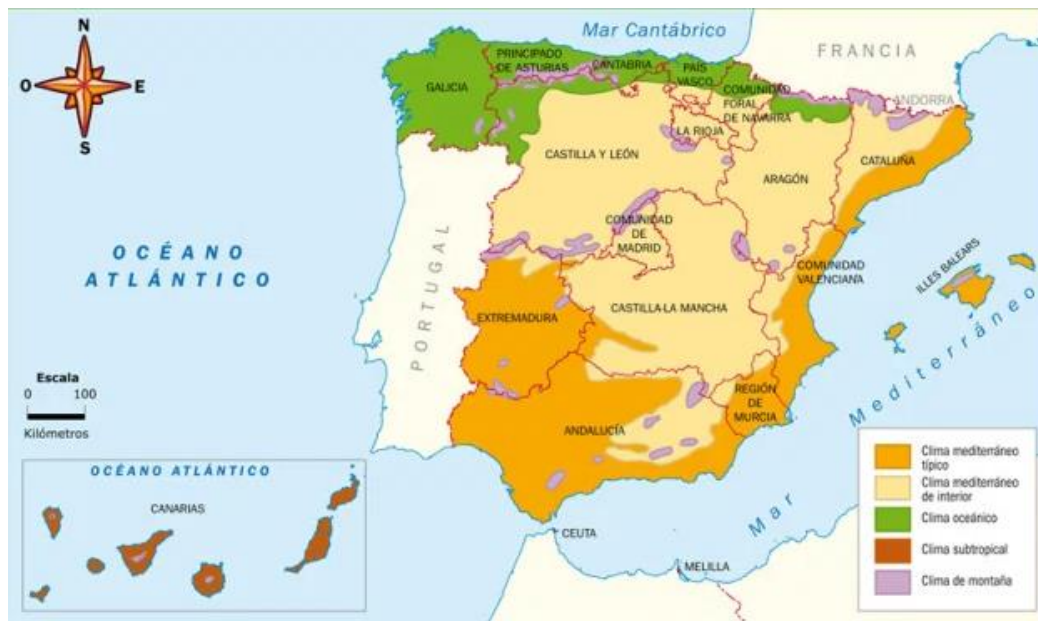 N
O
E
S
Mar Cantábrico
FRANCIA
ANDORRA
GALICIA
PRINCIPADO
DE ASTURIAS
CANTABRIA
PAÍS
VASCO
COMUNIDAD
FORAL
DE NAVARRA
LA RIOJA
CASTILLA Y LEÓN
ARAGÓN
CATALUÑA
COMUNIDAD
DE
MADRID
OCÉANO
ATLÁNTICO
PORTUGAL
COMUNIDAD
VALENCIANA
ILLES BALEARS
CASTILLA-LA MANCHA
EXTREMADURA
Mar Mediterráneo
REGIÓN
DE
MURCIA
ANDALUCÍA
Escala
0 100
Kilómetros
OCÉANO ATLÁNTICO
CANARIAS
CEUTA
MELILLA
Clima mediterráneo
típico
Clima mediterráneo
de interior
Clima oceánico
Clima subtropical
Clima de montaña